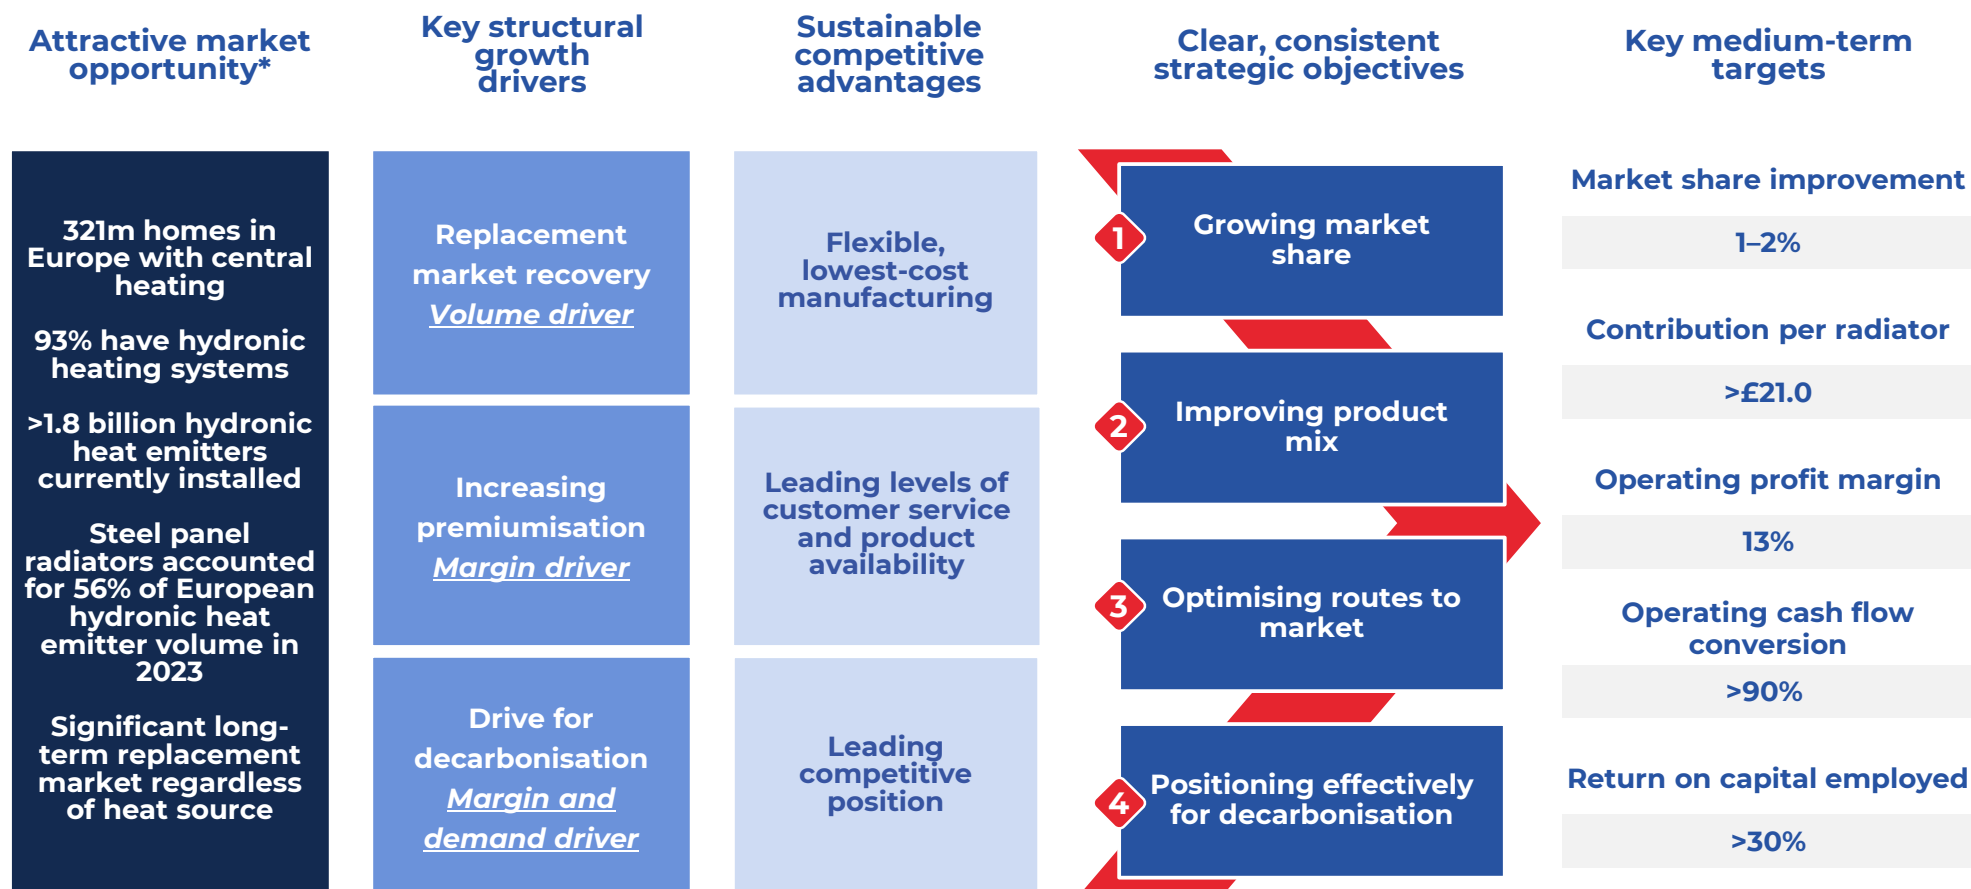 Attractive market
opportunity*
321m homes in
Europe with central
heating
93% have hydronic
heating systems
>1.8 billion hydronic
heat emitters
currently installed
Steel panel
radiators accounted
for 56% of European
hydronic heat
emitter volume in
2023
Significant long-
term replacement
market regardless
of heat source
Key structural
growth
drivers
Replacement
market recovery
Volume driver
Increasing
premiumisation
Margin driver
Drive for
decarbonisation
Margin and
demand driver
Sustainable
competitive
advantages
Flexible,
lowest-cost
manufacturing
Leading levels of
customer service
and product
availability
Leading
competitive
position
Clear, consistent
strategic objectives
1
Growing market
share
2
Improving product
mix
3
Optimising routes to
market
4
Positioning effectively
for decarbonisation
Key medium-term
targets
Market share improvement
1–2%
Contribution per radiator
>£21.0
Operating profit margin
13%
Operating cash flow
conversion
>90%
Return on capital employed
>30%